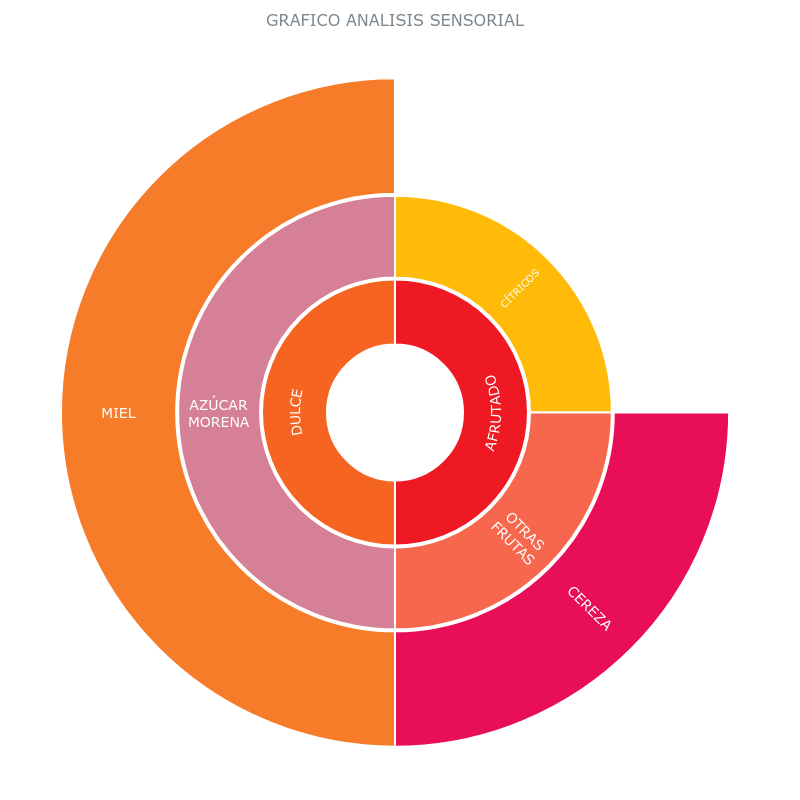 GRAFICO ANALISIS SENSORIAL
CÍTRICOS
AFRUTADO
DULCE
AZÚCAR
MORENA
MIEL
OTRAS
FRUTAS
CEREZA